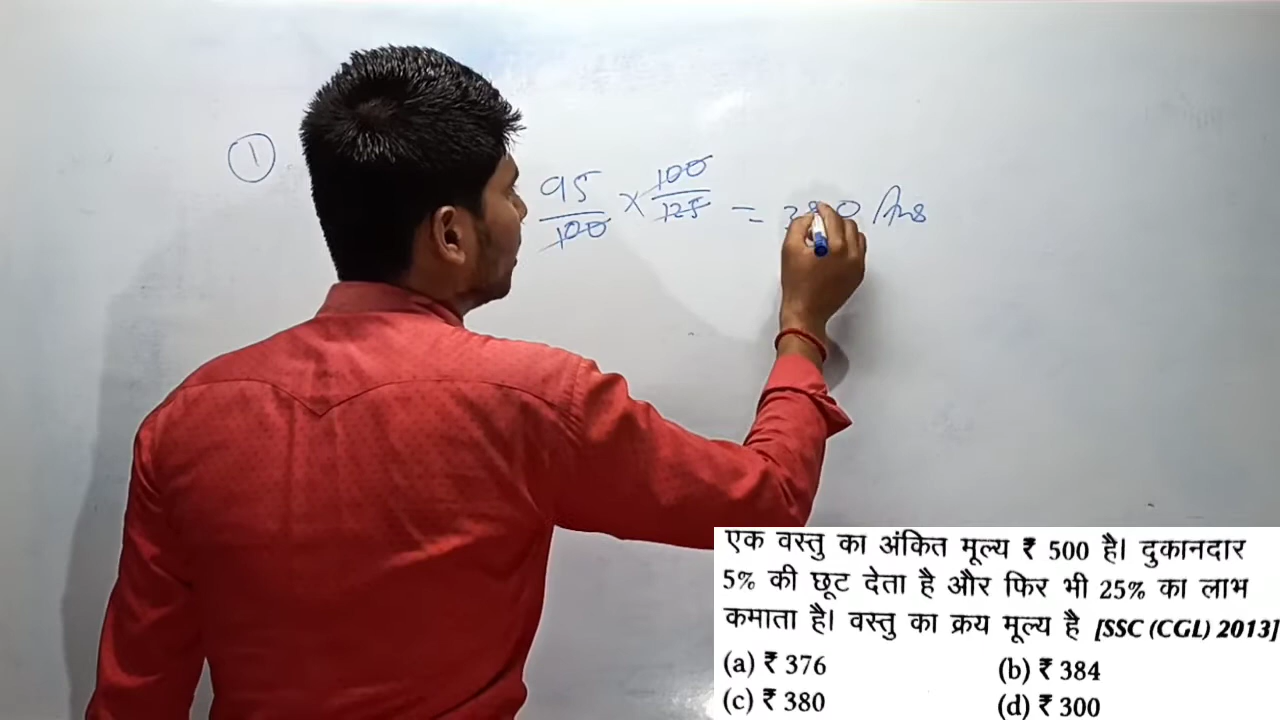 ①
95/100 × 100/125 = 380 Ans
एक वस्तु का अंकित मूल्य ₹ 500 है। दुकानदार
5% की छूट देता है और फिर भी 25% का लाभ
कमाता है। वस्तु का क्रय मूल्य है [SSC (CGL) 2013]
(a) ₹ 376 (b) ₹ 384
(c) ₹ 380 (d) ₹ 300